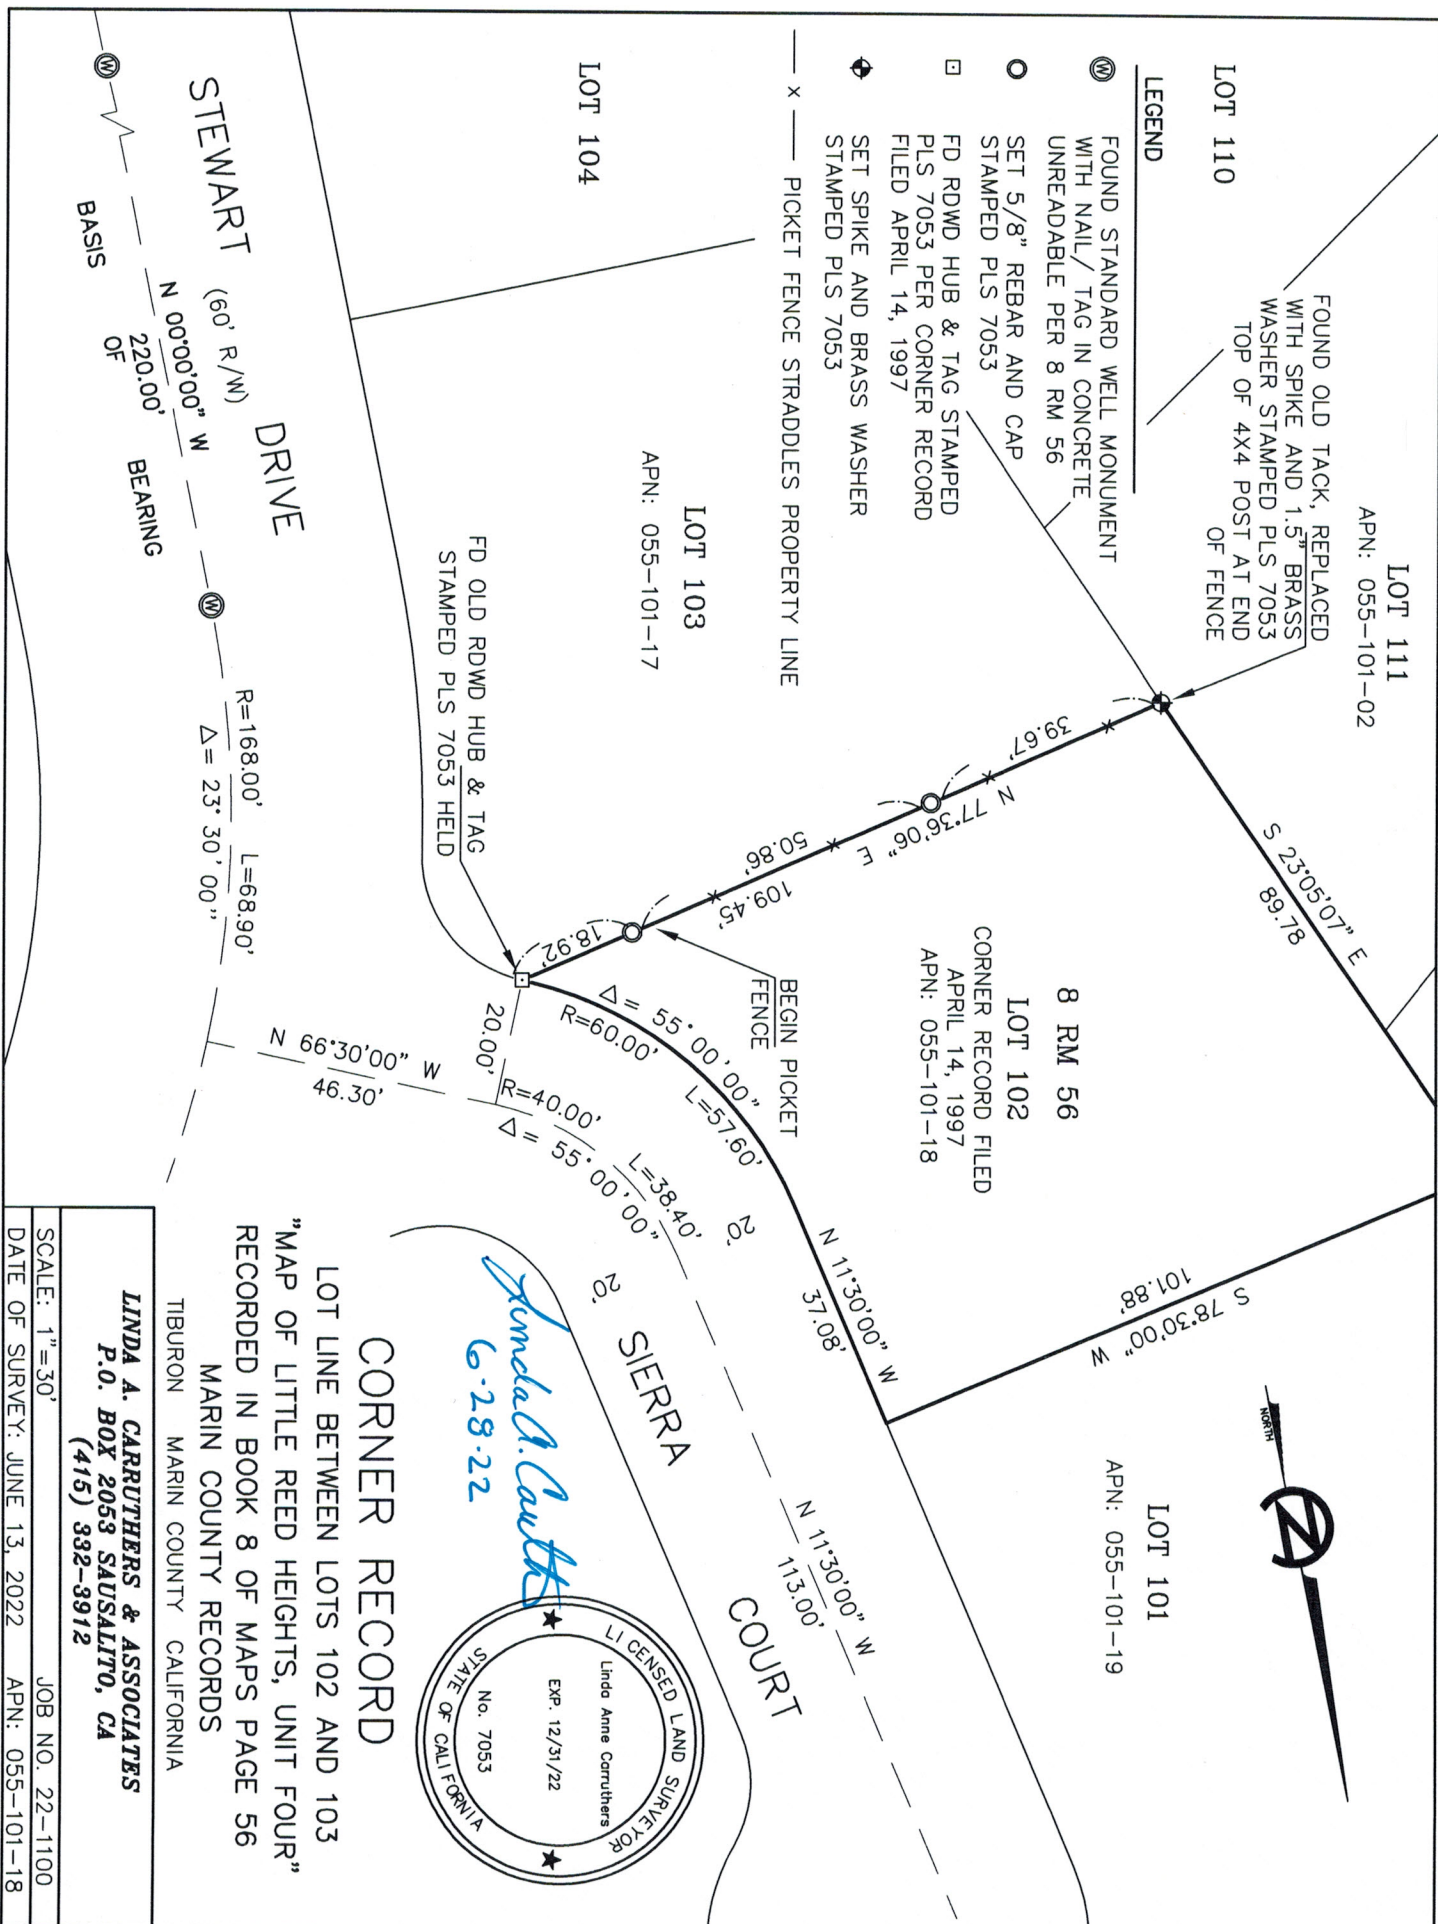 LOT 110
LOT 111
APN: 055-101-02
FOUND OLD TACK, REPLACED
WITH SPIKE AND 1.5" BRASS
WASHER STAMPED PLS 7053
TOP OF 4X4 POST AT END
OF FENCE
LEGEND
W FOUND STANDARD WELL MONUMENT
WITH NAIL/ TAG IN CONCRETE
UNREADABLE PER 8 RM 56
SET 5/8" REBAR AND CAP
STAMPED PLS 7053
FD RDWD HUB & TAG STAMPED
PLS 7053 PER CORNER RECORD
FILED APRIL 14, 1997
SET SPIKE AND BRASS WASHER
STAMPED PLS 7053
X PICKET FENCE STRADDLES PROPERTY LINE
LOT 104
LOT 103
APN: 055-101-17
FD OLD RDWD HUB & TAG
STAMPED PLS 7053 HELD
STEWART DRIVE
(60' R/W)
W
N 00°00'00" W
220.00'
BASIS OF BEARING
W
R=168.00' L=68.90'
Δ= 23°30'00"
N 66°30'00" W
46.30'
20.00'
39.67'
N 77°36'06" E
50.86'
109.45'
18.92'
BEGIN PICKET
FENCE
S 23°05'07" E
89.78
8 RM 56
LOT 102
CORNER RECORD FILED
APRIL 14, 1997
APN: 055-101-18
Δ= 55°00'00"
R=60.00'
L=57.60'
R=40.00'
L=38.40'
Δ= 55°00'00"
20'
20'
N 11°30'00" W
37.08'
S 78°30'00" W
101.88'
NORTH
LOT 101
APN: 055-101-19
SIERRA COURT
N 11°30'00" W
113.00'
Linda A. Carruthers
6-28-22
LICENSED LAND SURVEYOR
Linda Anne Carruthers
EXP. 12/31/22
No. 7053
STATE OF CALIFORNIA
CORNER RECORD
LOT LINE BETWEEN LOTS 102 AND 103
"MAP OF LITTLE REED HEIGHTS, UNIT FOUR"
RECORDED IN BOOK 8 OF MAPS PAGE 56
MARIN COUNTY RECORDS
TIBURON MARIN COUNTY CALIFORNIA
LINDA A. CARRUTHERS & ASSOCIATES
P.O. BOX 2053 SAUSALITO, CA
(415) 332-3912
SCALE: 1"=30' JOB NO. 22-1100
DATE OF SURVEY: JUNE 13, 2022 APN: 055-101-18